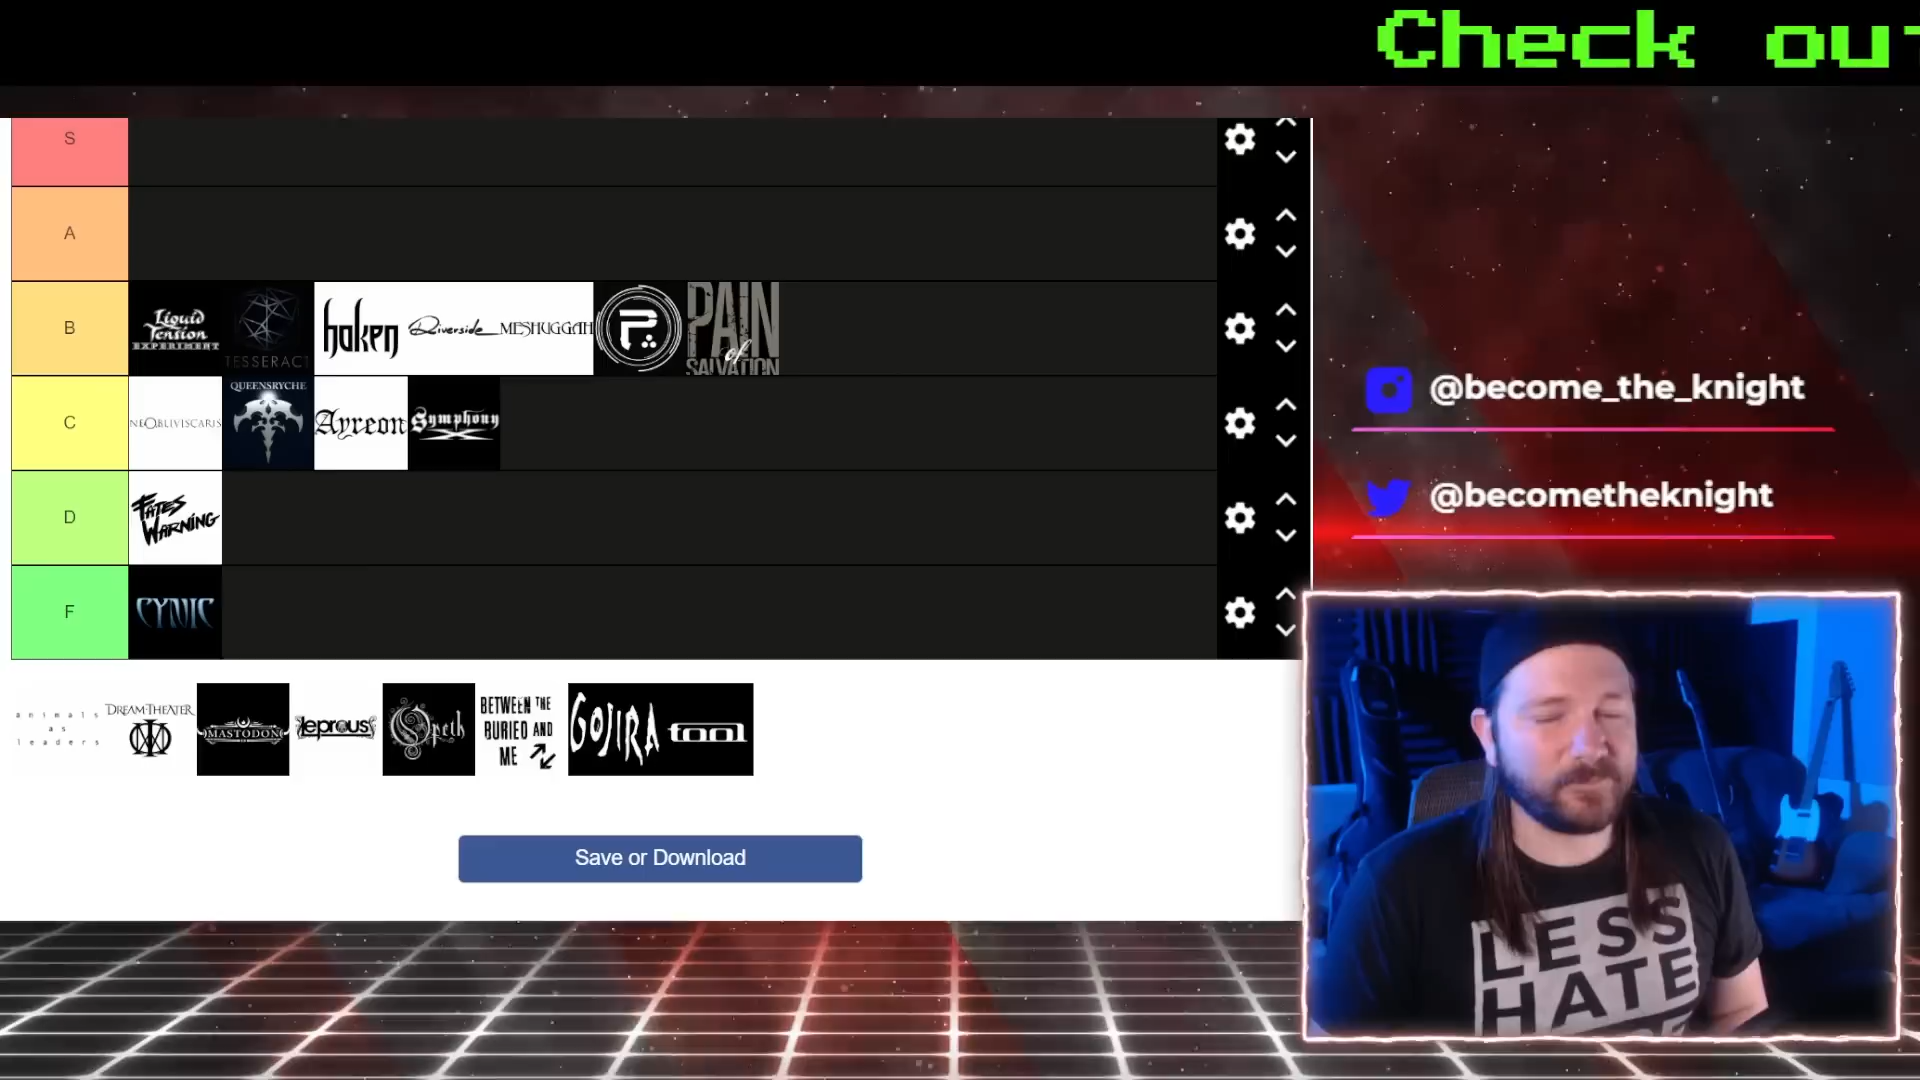 Check ou
S
A
B
Liquid
Tension
EXPERIMENT
TESSERACT
haken
Riverside
MESHUGGAH
P
PAIN
of
SALVATION
C
NE OBLIVISCARIS
QUEENSRYCHE
Ayreon
Symphony
X
D
FATES
WARNING
F
CYNIC
animals
as
leaders
DREAM THEATER
MASTODON
leprous
Opeth
BETWEEN THE
BURIED AND
ME
GOJIRA
TOOL
Save or Download
@become_the_knight
@becometheknight
LESS
HATE